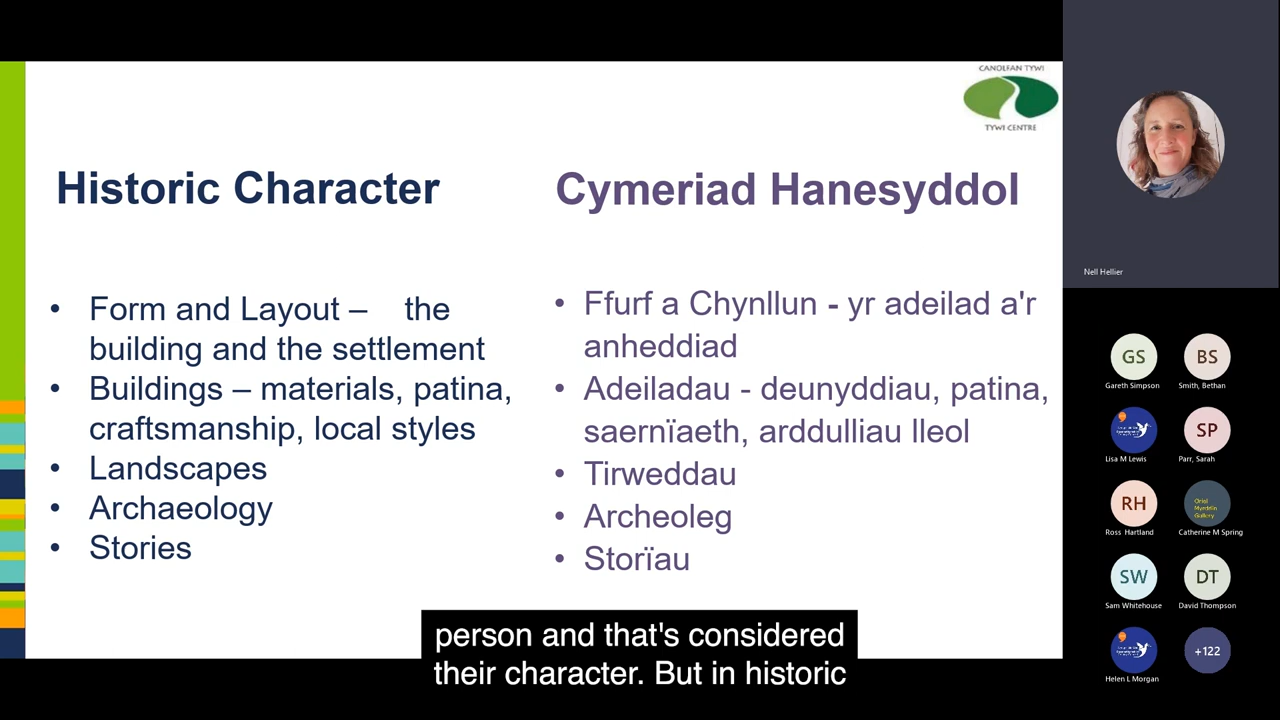 CANOLFAN TYWI
TYWI CENTRE
Historic Character
• Form and Layout – the
building and the settlement
• Buildings – materials, patina,
craftsmanship, local styles
• Landscapes
• Archaeology
• Stories
Cymeriad Hanesyddol
• Ffurf a Chynllun - yr adeilad a'r
anheddiad
• Adeiladau - deunyddiau, patina,
saernïaeth, arddulliau lleol
• Tirweddau
• Archeoleg
• Storïau
person and that's considered
their character. But in historic
Nell Hellier
GS
Gareth Simpson
BS
Smith, Bethan
Lisa M Lewis
SP
Parr, Sarah
RH
Ross Hartland
Oriel
Myrddin
Gallery
Catherine M Spring
SW
Sam Whitehouse
DT
David Thompson
Helen L Morgan
+122